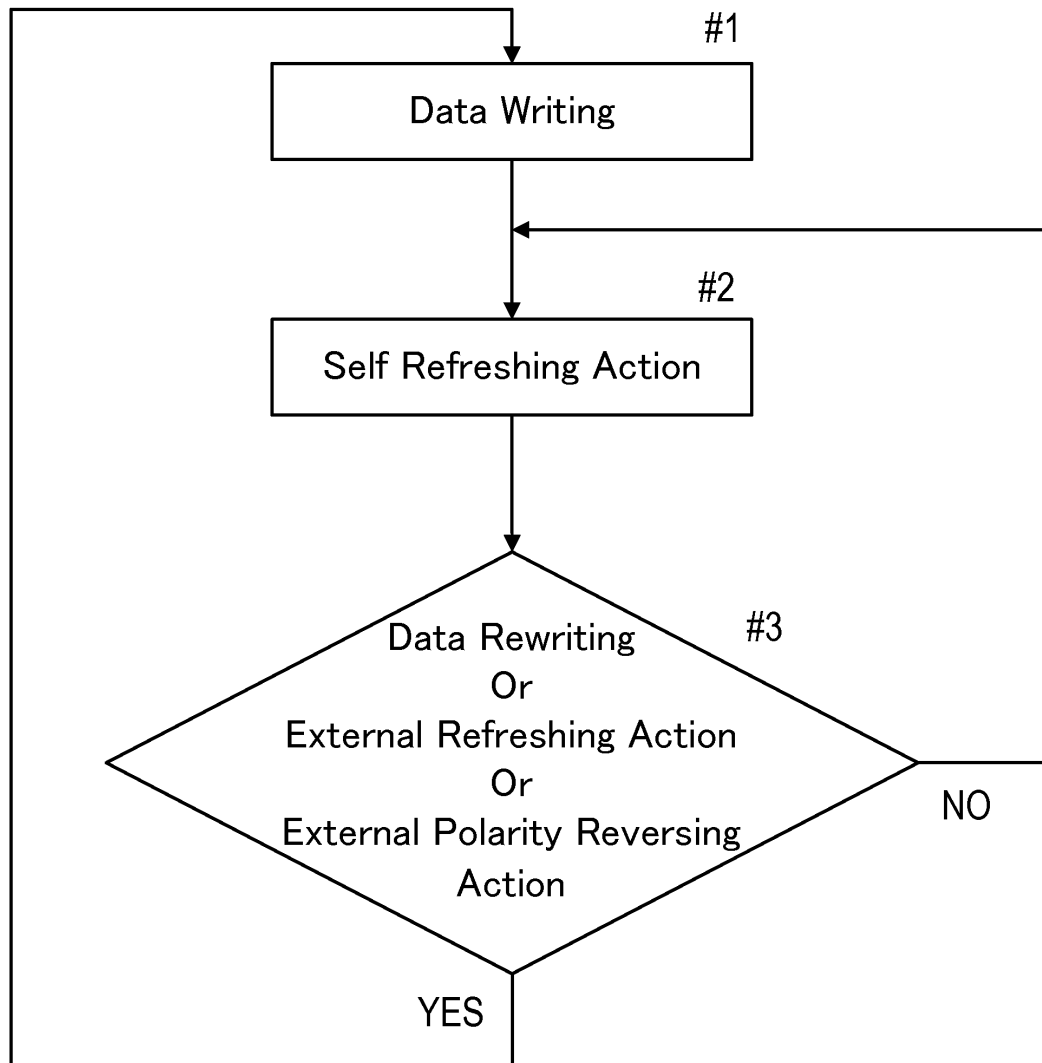 #1
Data Writing
#2
Self Refreshing Action
#3
Data Rewriting
Or
External Refreshing Action
Or
External Polarity Reversing
Action
NO
YES